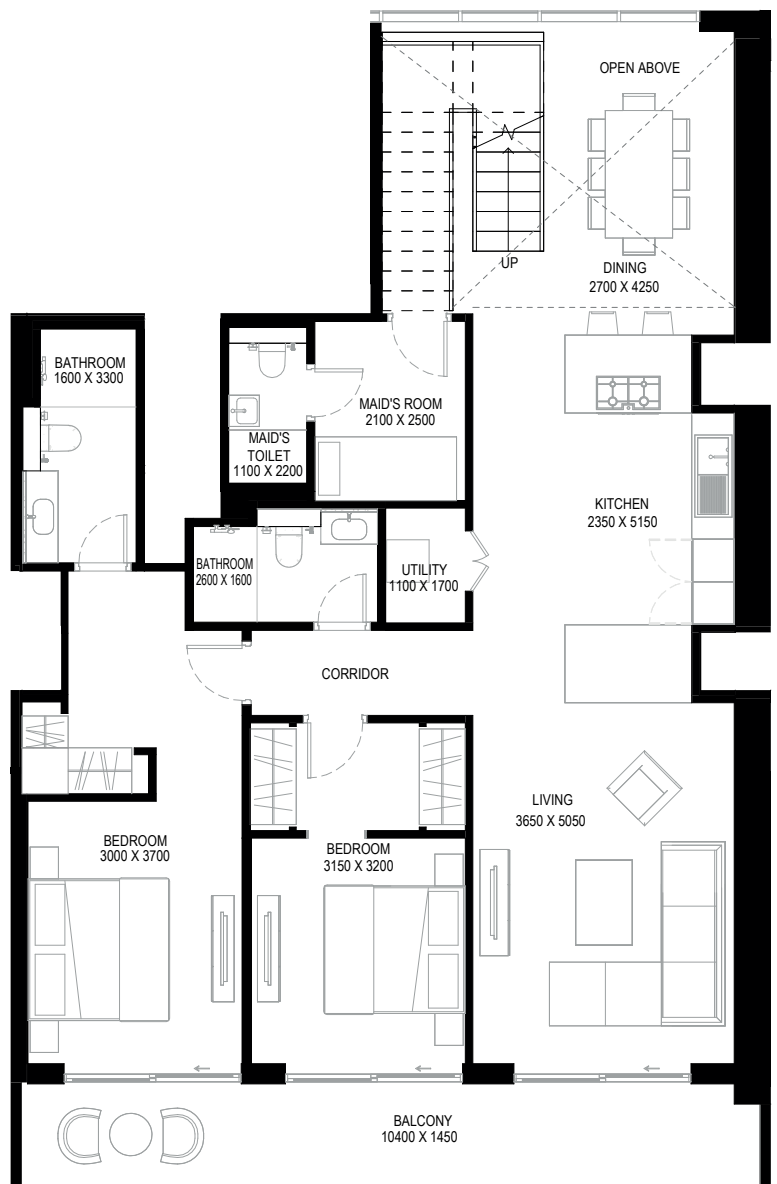 OPEN ABOVE
UP
DINING
2700 X 4250
BATHROOM
1600 X 3300
MAID'S ROOM
2100 X 2500
MAID'S
TOILET
1100 X 2200
KITCHEN
2350 X 5150
BATHROOM
2600 X 1600
UTILITY
1100 X 1700
CORRIDOR
LIVING
3650 X 5050
BEDROOM
3000 X 3700
BEDROOM
3150 X 3200
BALCONY
10400 X 1450